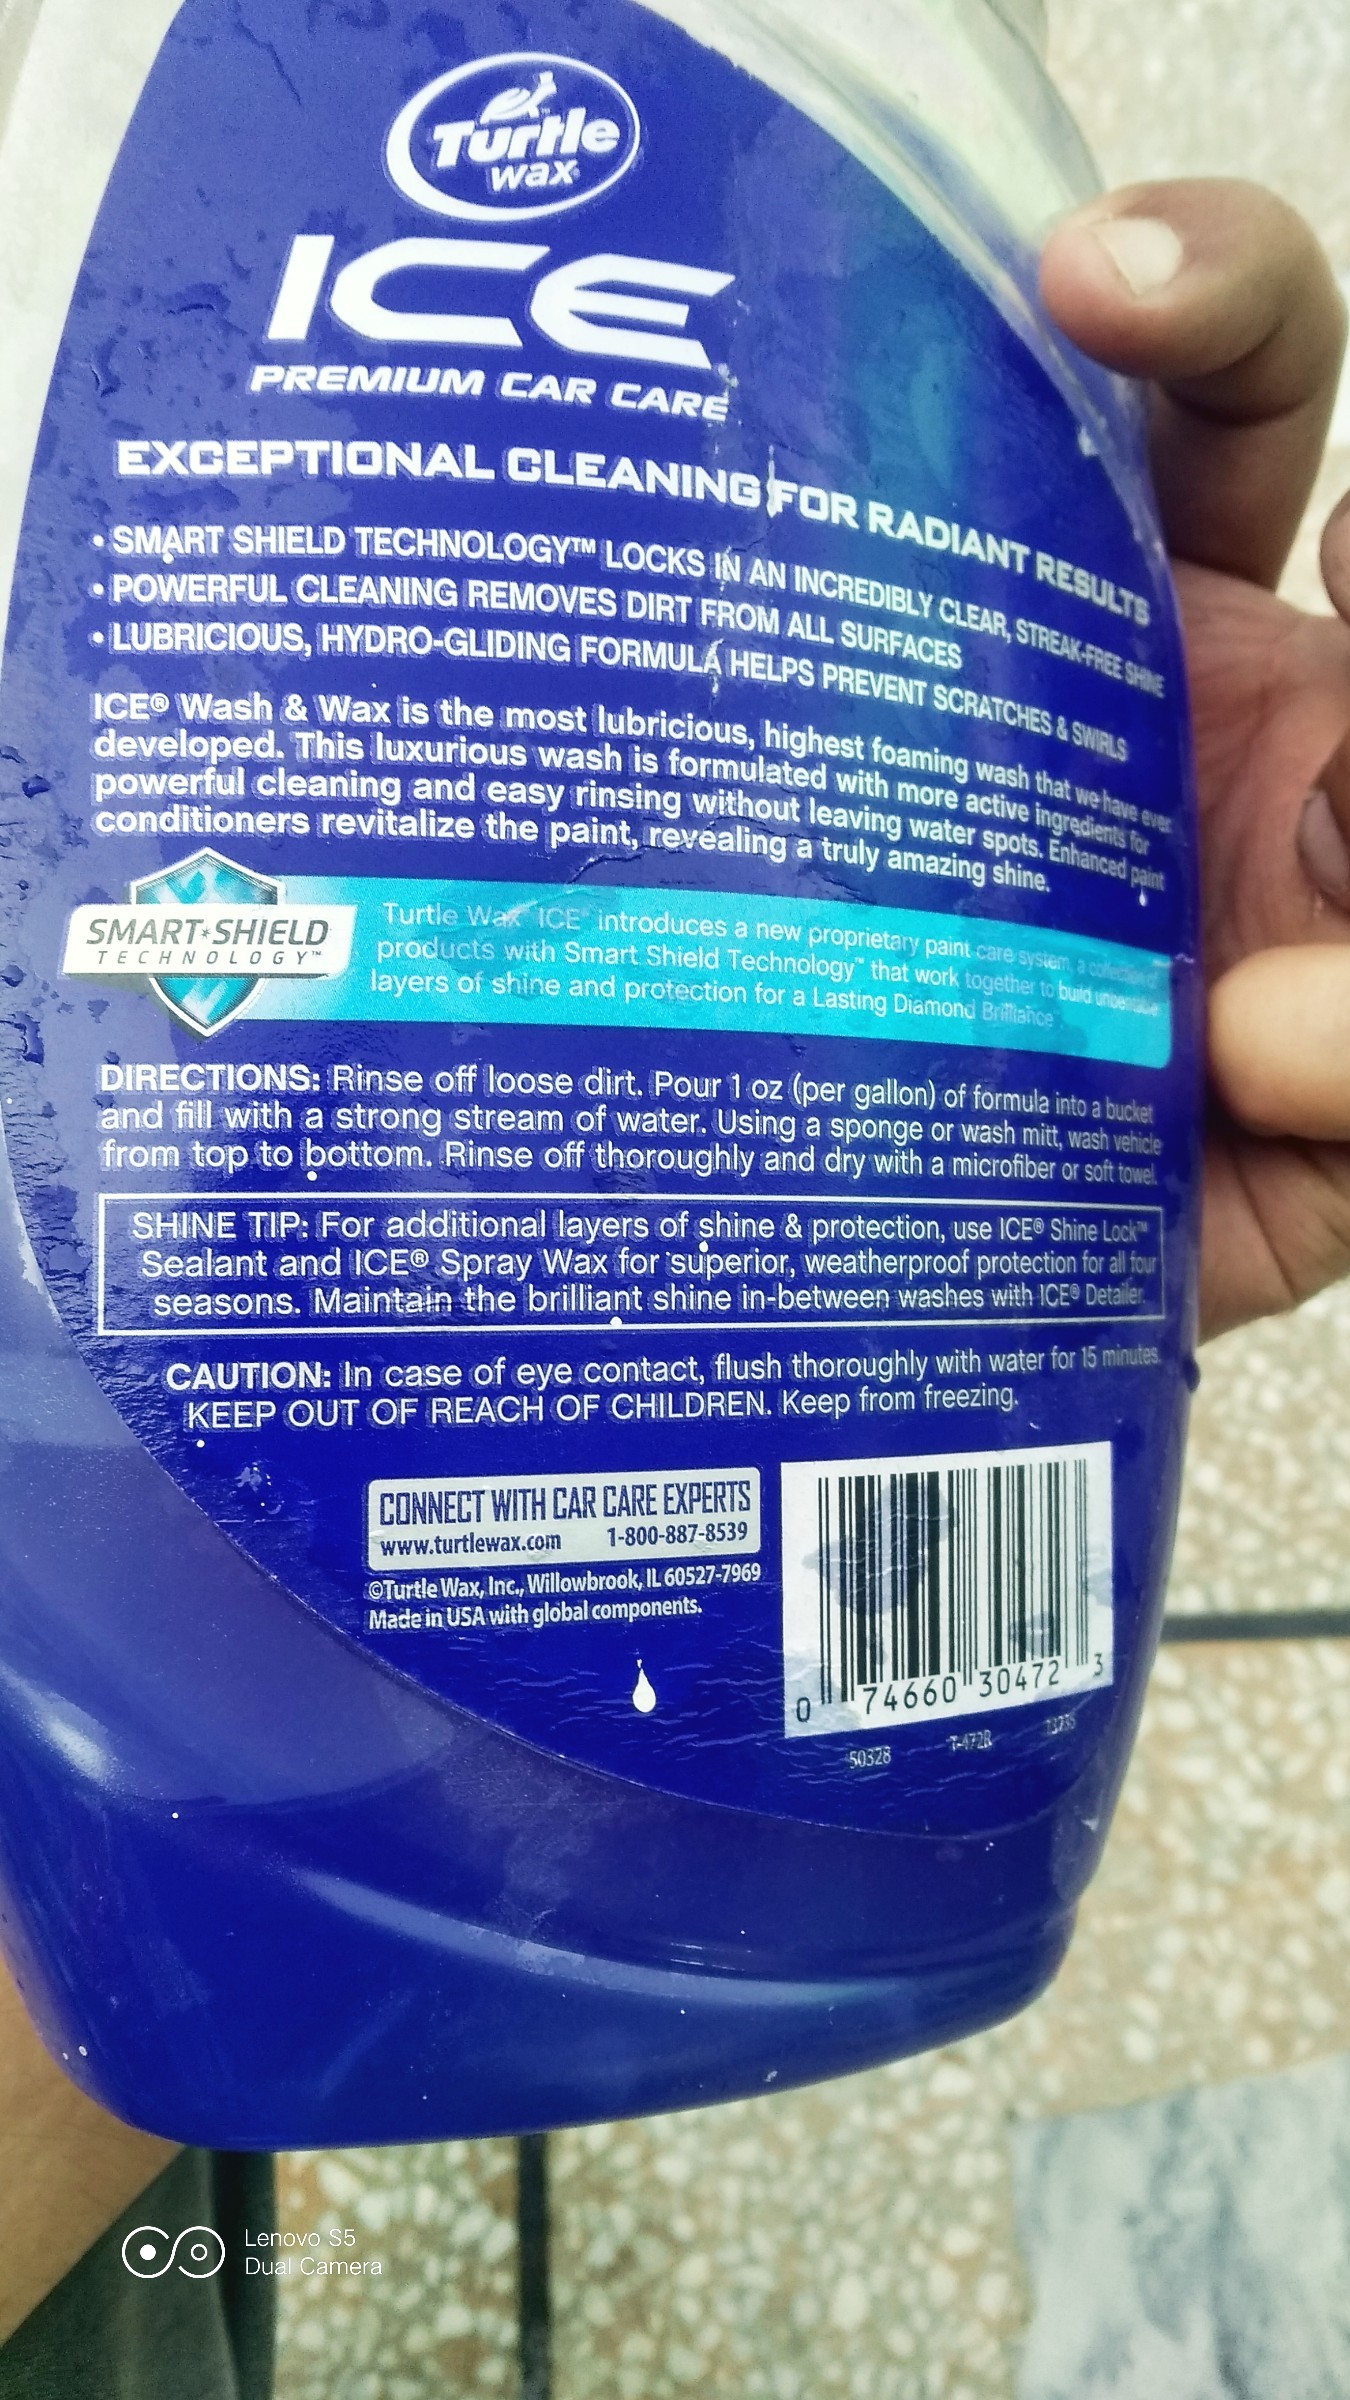 Turtle
wax
ICE
PREMIUM CAR CARE
EXCEPTIONAL CLEANING FOR RADIANT RESULTS
• SMART SHIELD TECHNOLOGY™ LOCKS IN AN INCREDIBLY CLEAR, STREAK-FREE SHINE
• POWERFUL CLEANING REMOVES DIRT FROM ALL SURFACES
• LUBRICIOUS, HYDRO-GLIDING FORMULA HELPS PREVENT SCRATCHES & SWIRLS
ICE® Wash & Wax is the most lubricious, highest foaming wash that we have ever
developed. This luxurious wash is formulated with more active ingredients for
powerful cleaning and easy rinsing without leaving water spots. Enhanced paint
conditioners revitalize the paint, revealing a truly amazing shine.
SMART SHIELD
TECHNOLOGY™
Turtle Wax® ICE® introduces a new proprietary paint care system, a collection of
products with Smart Shield Technology™ that work together to build unbeatable
layers of shine and protection for a Lasting Diamond Brilliance
DIRECTIONS: Rinse off loose dirt. Pour 1 oz (per gallon) of formula into a bucket
and fill with a strong stream of water. Using a sponge or wash mitt, wash vehicle
from top to bottom. Rinse off thoroughly and dry with a microfiber or soft towel.
SHINE TIP: For additional layers of shine & protection, use ICE® Shine Lock™
Sealant and ICE® Spray Wax for superior, weatherproof protection for all four
seasons. Maintain the brilliant shine in-between washes with ICE® Detailer.
CAUTION: In case of eye contact, flush thoroughly with water for 15 minutes.
KEEP OUT OF REACH OF CHILDREN. Keep from freezing.
CONNECT WITH CAR CARE EXPERTS
www.turtlewax.com 1-800-887-8539
©Turtle Wax, Inc., Willowbrook, IL 60527-7969
Made in USA with global components.
0 74660 30472 3
50328 T-472R
Lenovo S5
Dual Camera